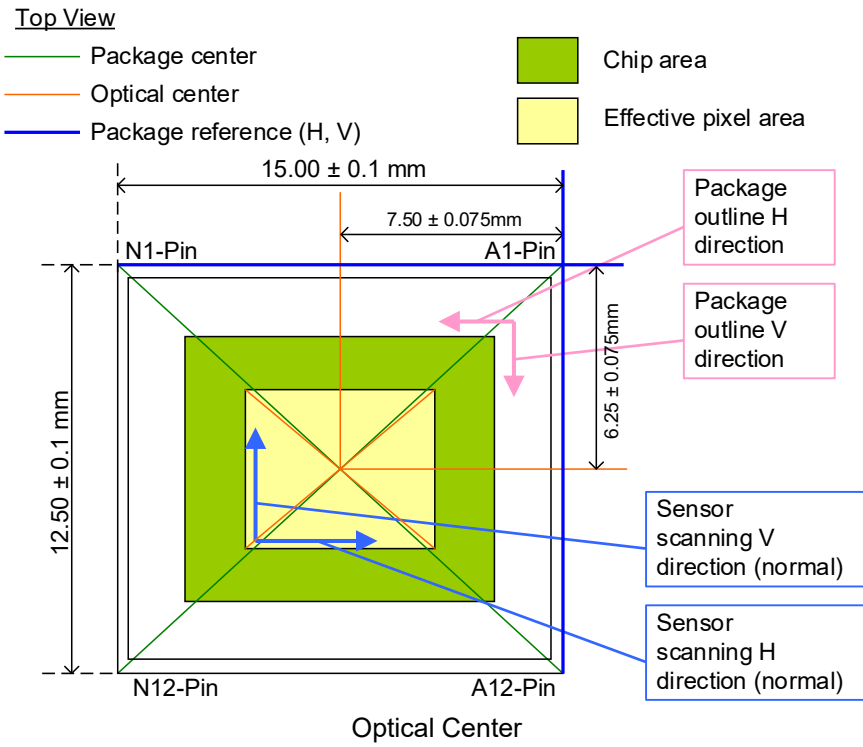 Top View
Package center
Optical center
Package reference (H, V)
Chip area
Effective pixel area
15.00 ± 0.1 mm
7.50 ± 0.075mm
N1-Pin
A1-Pin
Package
outline H
direction
Package
outline V
direction
6.25 ± 0.075mm
12.50 ± 0.1 mm
Sensor
scanning V
direction (normal)
Sensor
scanning H
direction (normal)
N12-Pin
A12-Pin
Optical Center